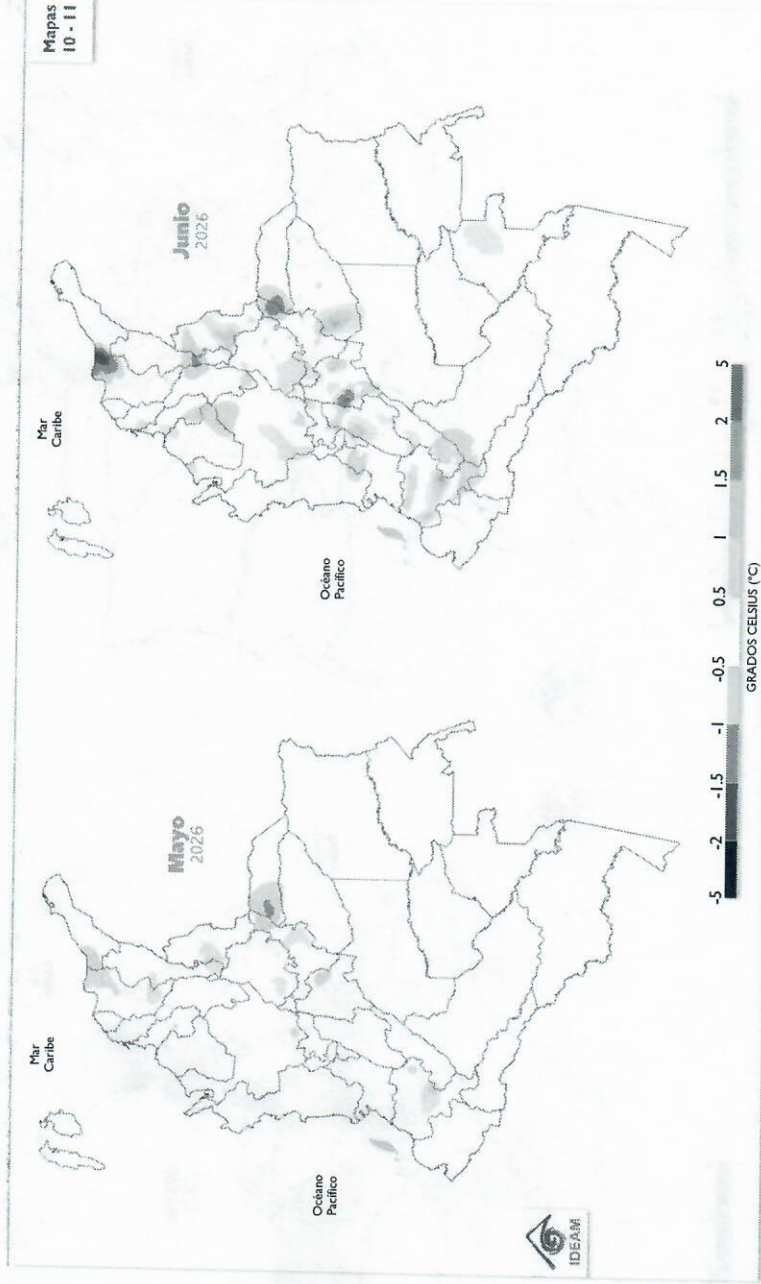 Mapas
10 - 11
Mar
Caribe
Mayo
2026
Océano
Pacífico
Mar
Caribe
Junio
2026
Océano
Pacífico
-5 -2 -1.5 -1 -0.5 0.5 1 1.5 2 5
GRADOS CELSIUS (°C)
IDEAM